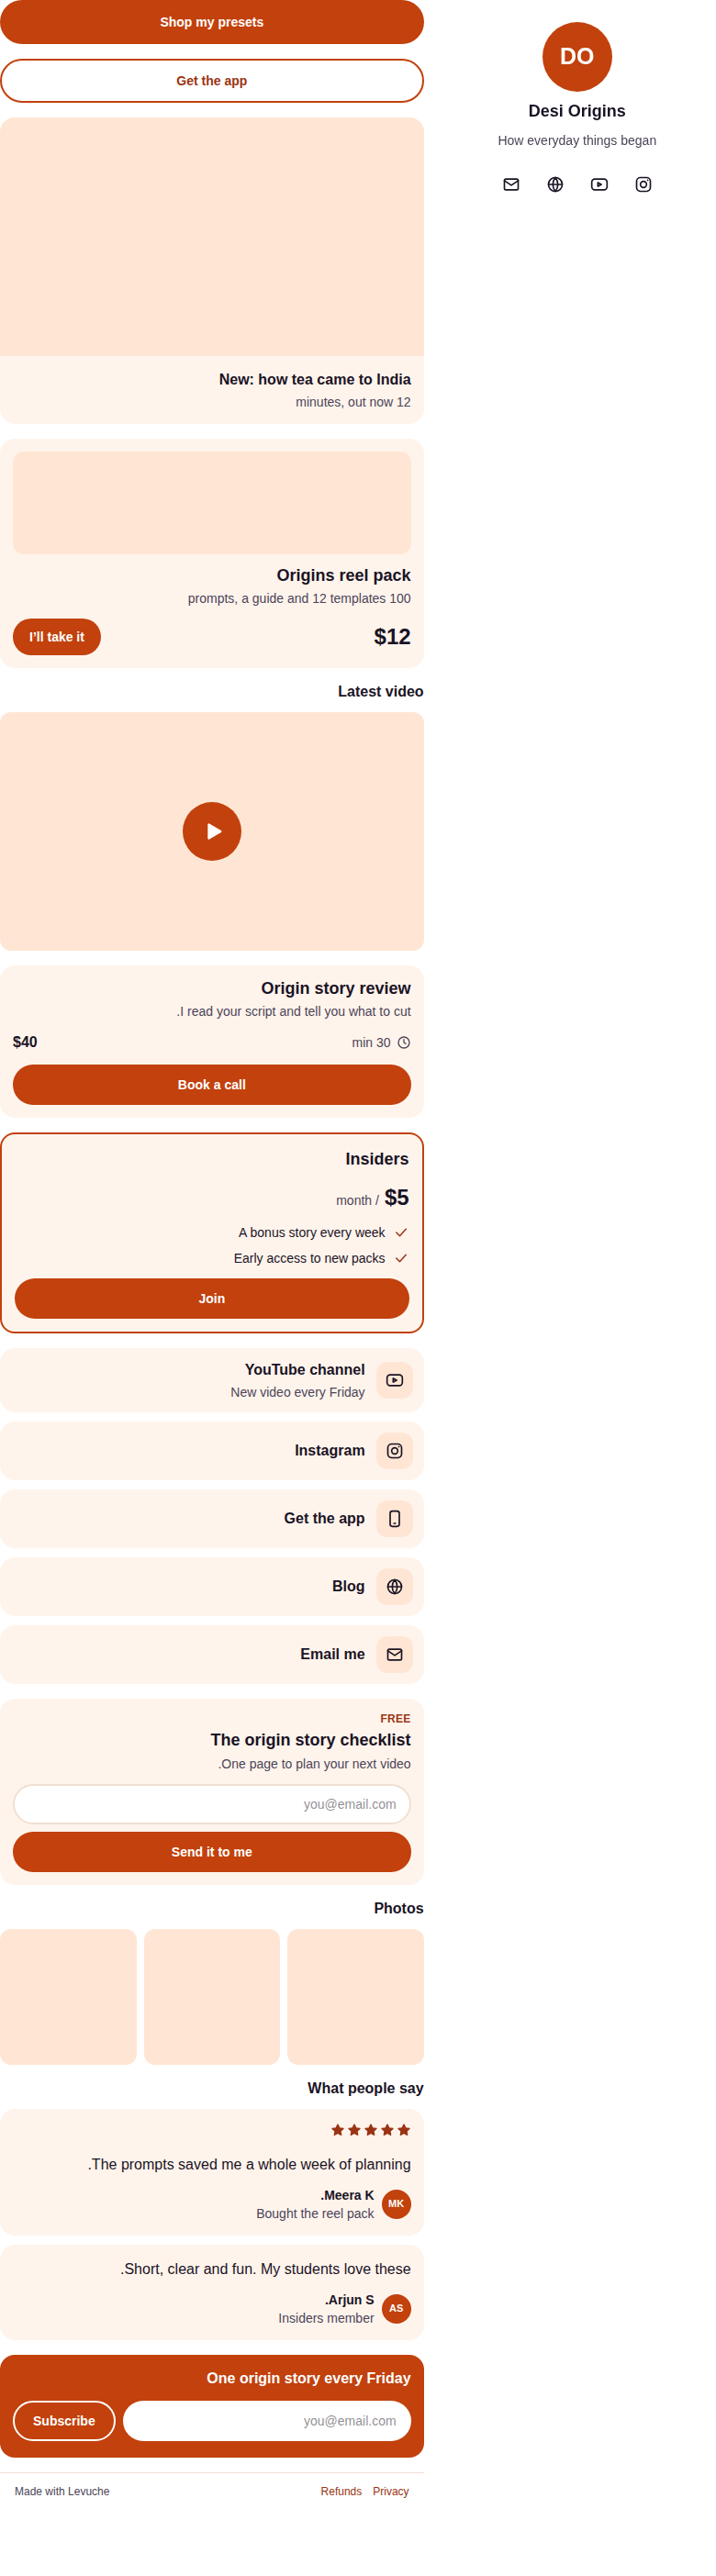 DO
Desi Origins
How everyday things began
Shop my presets
Get the app
New: how tea came to India
minutes, out now 12
Origins reel pack
prompts, a guide and 12 templates 100
$12
I'll take it
Latest video
Origin story review
.I read your script and tell you what to cut
min 30
$40
Book a call
Insiders
month / $5
A bonus story every week
Early access to new packs
Join
YouTube channel
New video every Friday
Instagram
Get the app
Blog
Email me
FREE
The origin story checklist
.One page to plan your next video
you@email.com
Send it to me
Photos
What people say
.The prompts saved me a whole week of planning
MK
.Meera K
Bought the reel pack
.Short, clear and fun. My students love these
AS
.Arjun S
Insiders member
One origin story every Friday
you@email.com
Subscribe
Refunds Privacy
Made with Levuche